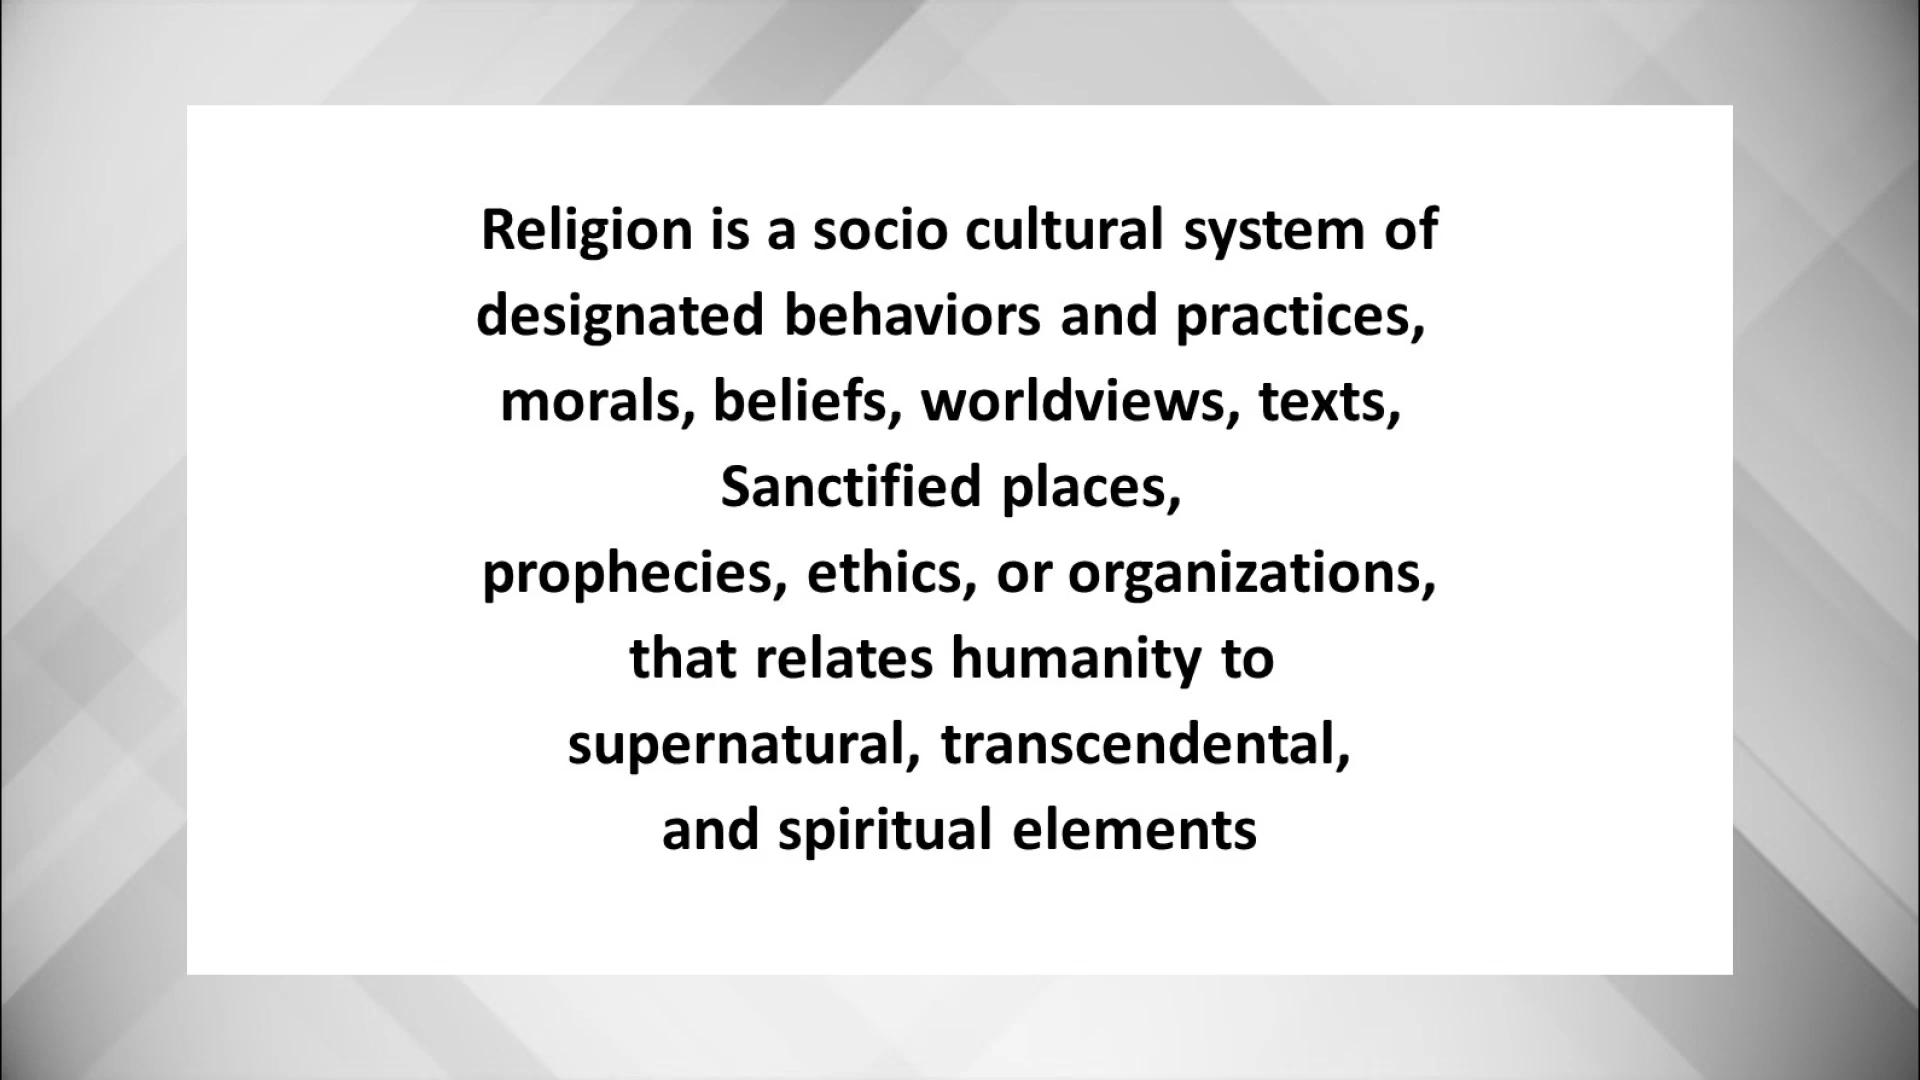 Religion is a socio cultural system of
designated behaviors and practices,
morals, beliefs, worldviews, texts,
Sanctified places,
prophecies, ethics, or organizations,
that relates humanity to
supernatural, transcendental,
and spiritual elements